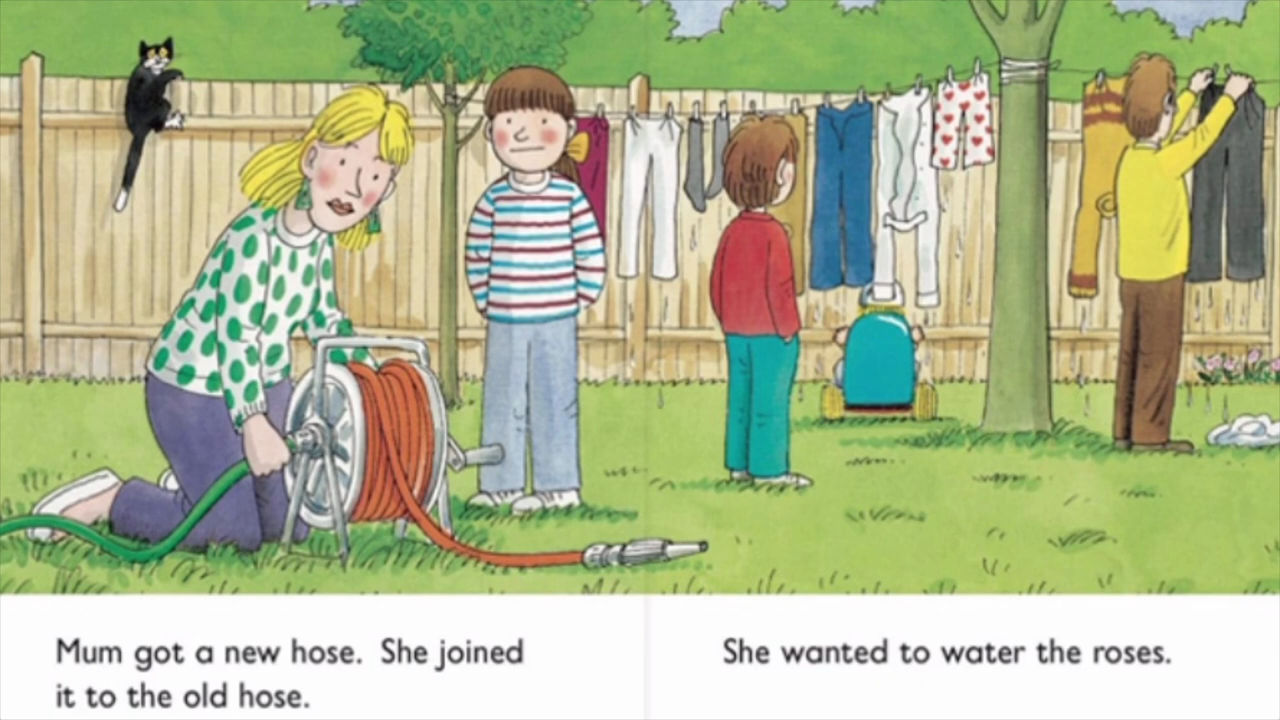 Mum got a new hose. She joined
it to the old hose.
She wanted to water the roses.